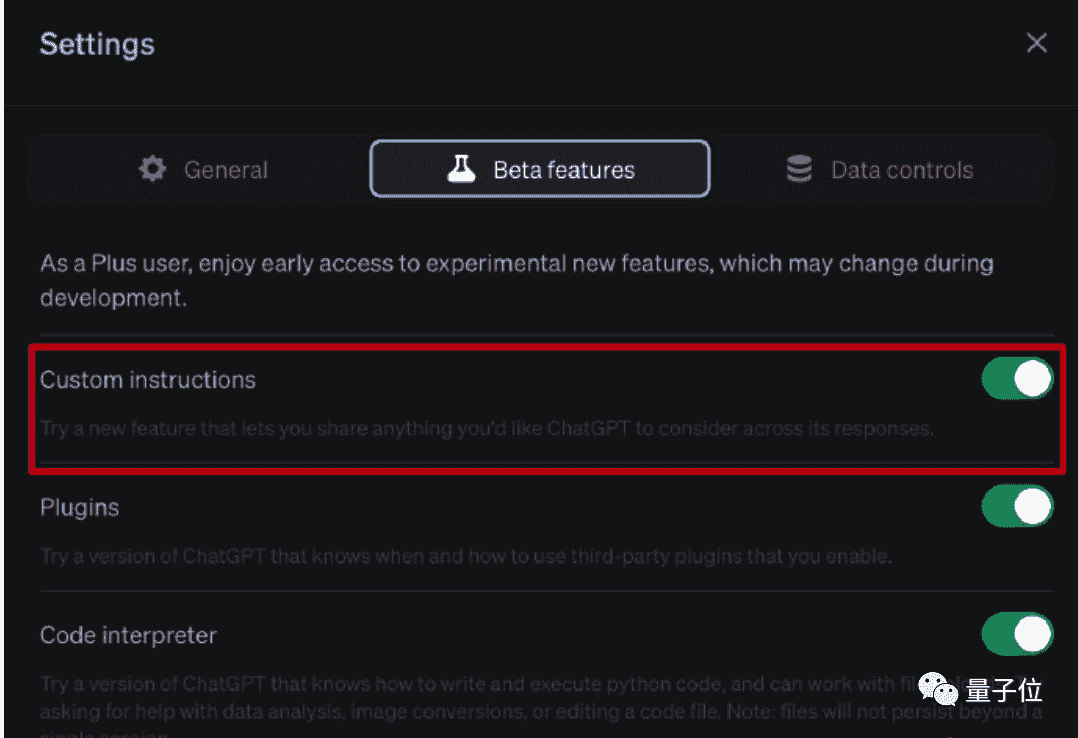 Settings
General
Beta features
Data controls
As a Plus user, enjoy early access to experimental new features, which may change during
development.
Custom instructions
Try a new feature that lets you share anything you'd like ChatGPT to consider across its responses.
Plugins
Try a version of ChatGPT that knows when and how to use third-party plugins that you enable.
Code interpreter
Try a version of ChatGPT that knows how to write and execute python code, and can work with
量子位
asking for help with data analysis, image conversions, or editing a code file. Note: files will not persist beyond a